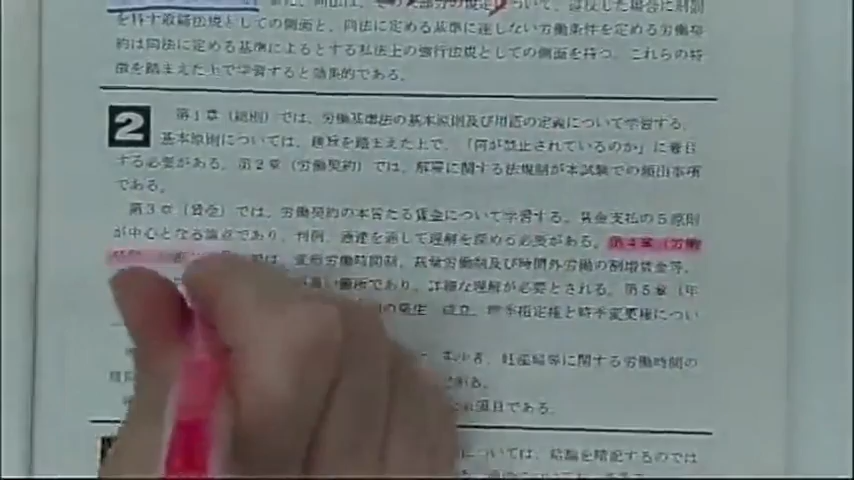 を科す取締法規としての側面と、同法に定める基準に達しない労働条件を定める労働契
約は同法に定める基準によるとする私法上の強行法規としての側面を持つ。これらの特
徴を踏まえた上で学習すると効果的である。
2 第1章(総則)では、労働基準法の基本原則及び用語の定義について学習する。
基本原則については、趣旨を踏まえた上で、「何が禁止されているのか」に着目
する必要がある。第2章(労働契約)では、解雇に関する法規制が本試験での頻出事項
である。
第3章(賃金)では、労働契約の本旨たる賃金について学習する。賃金支払の5原則
が中心となる論点であり、判例、通達を通して理解を深める必要がある。第4章(労働
は、変形労働時間制、裁量労働制及び時間外労働の割増賃金等、
であり、詳細な理解が必要とされる。第5章(年
の発生、成立、時季指定権と時季変更権につい
年少者、妊産婦等に関する労働時間の
である。
項目である。
ついては、結論を暗記するのでは